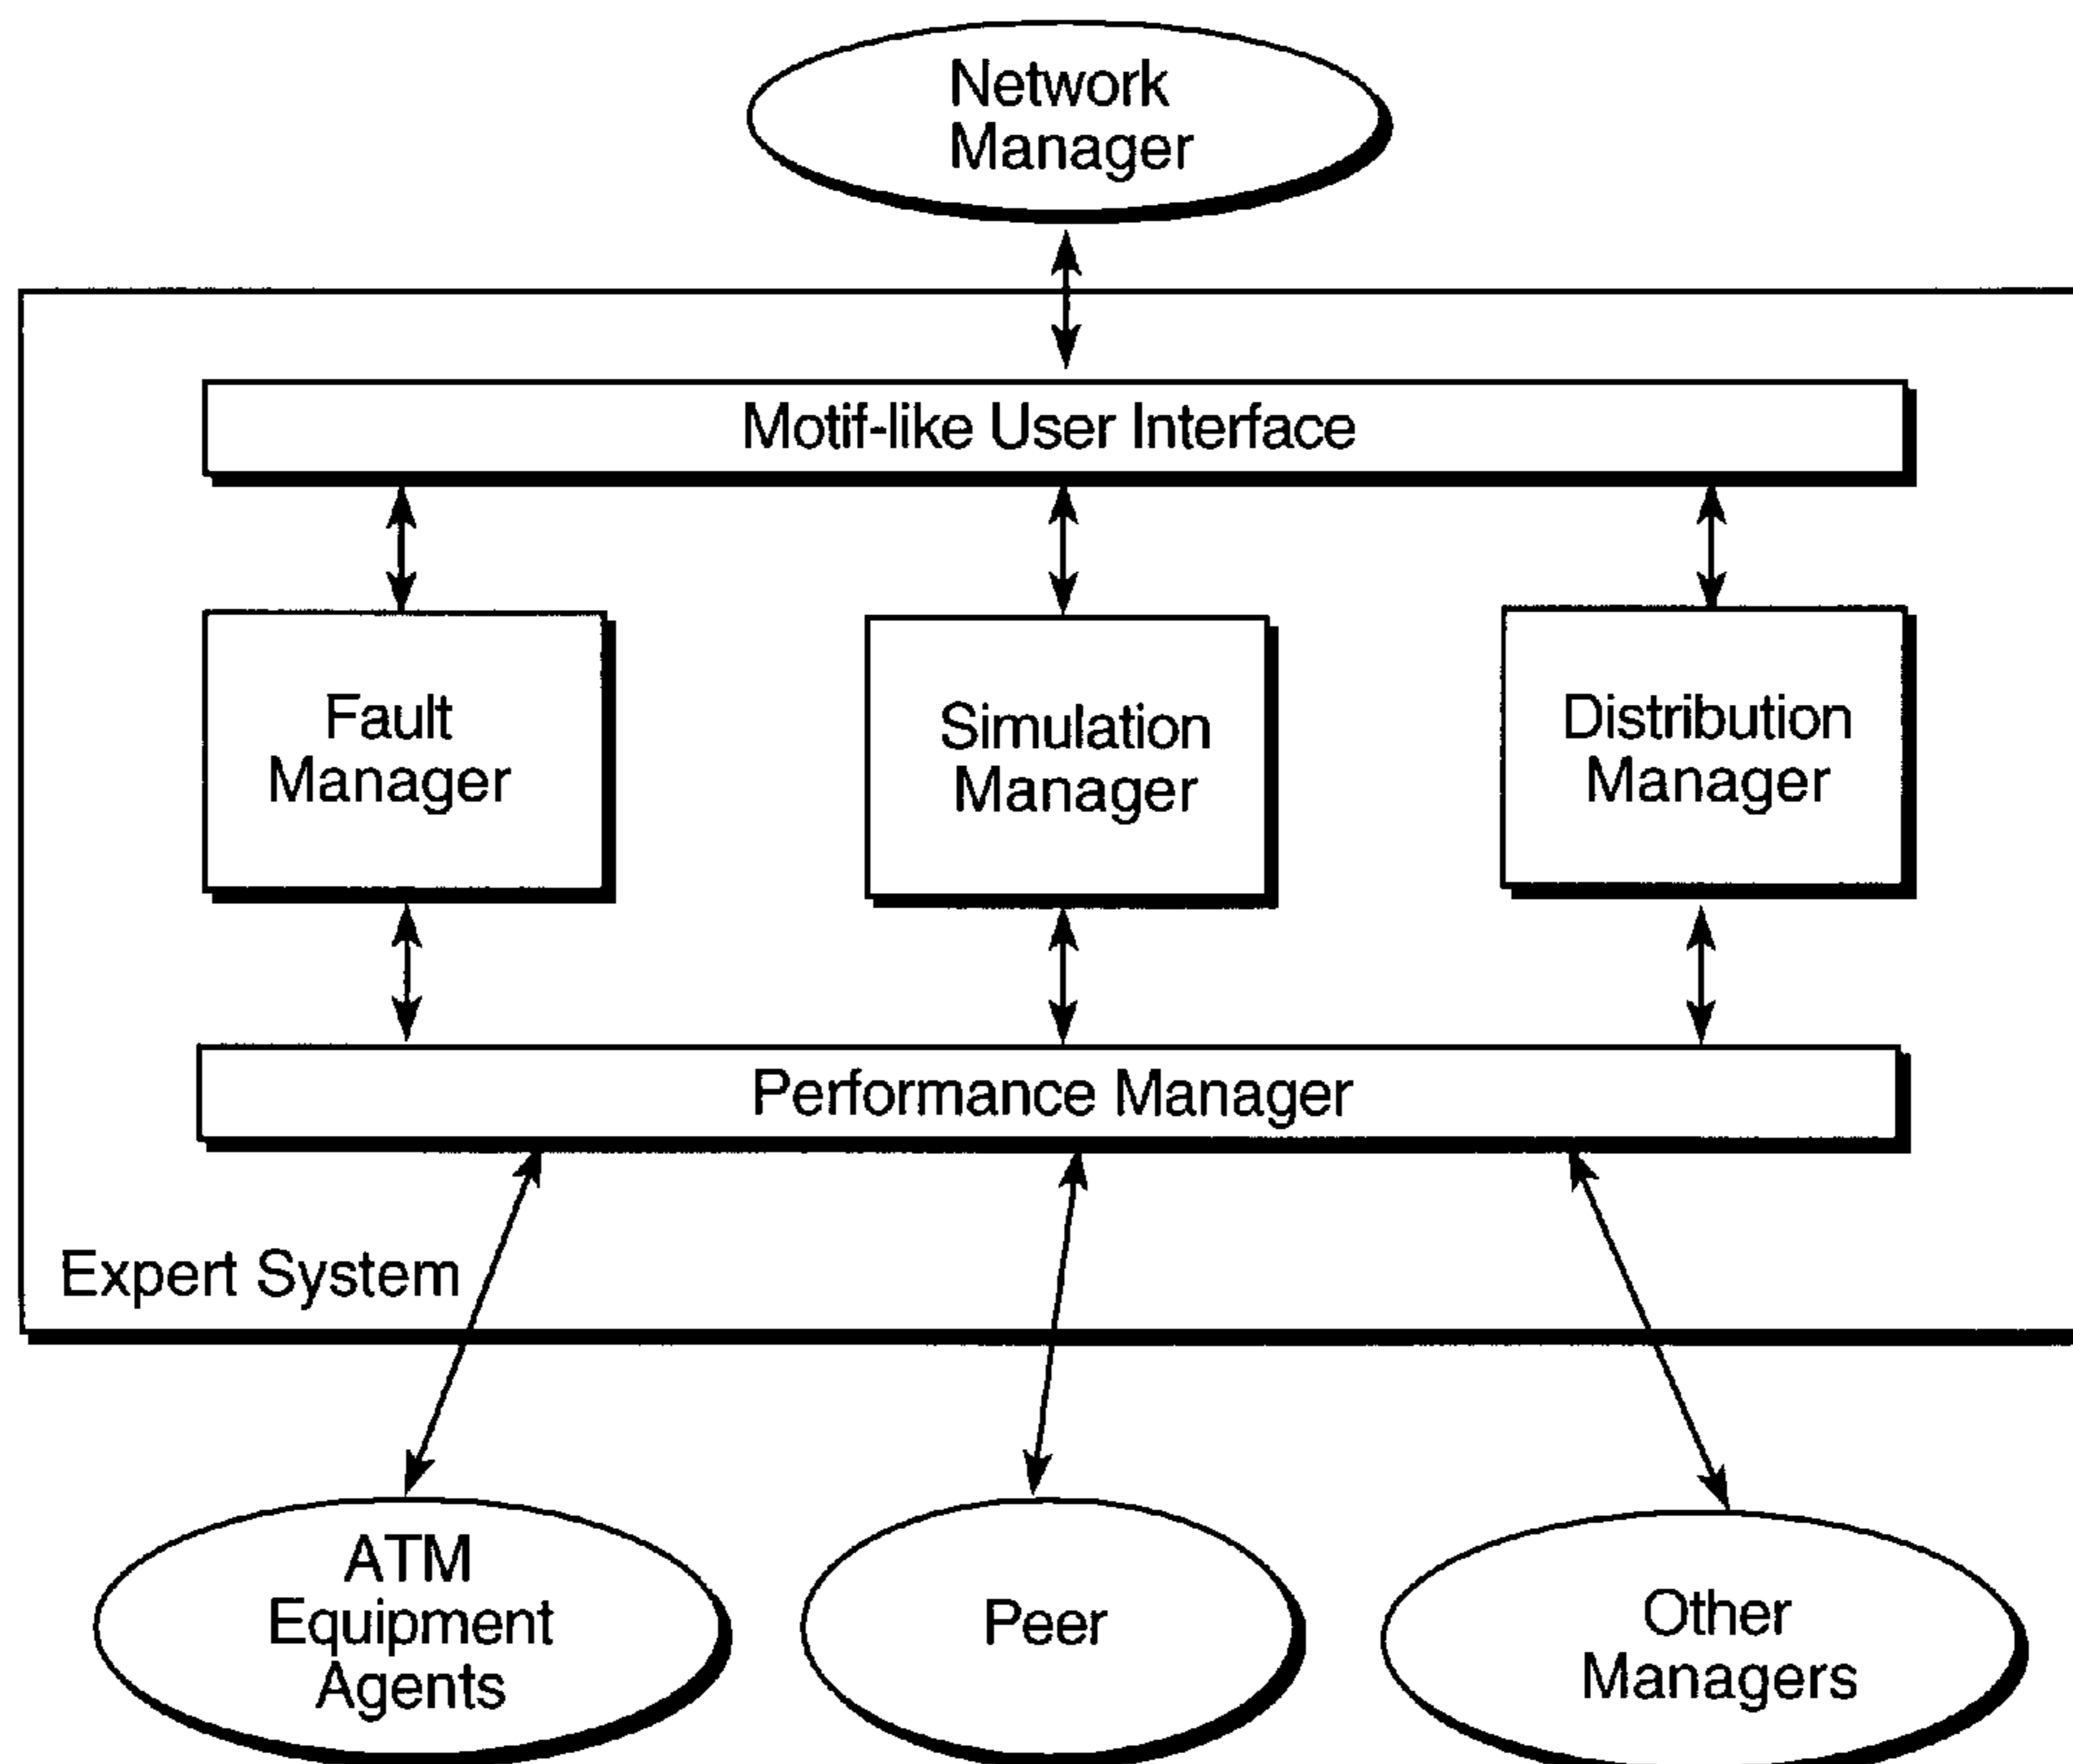 Network
Manager
Motif-like User Interface
Fault
Manager
Simulation
Manager
Distribution
Manager
Performance Manager
Expert System
ATM
Equipment
Agents
Peer
Other
Managers